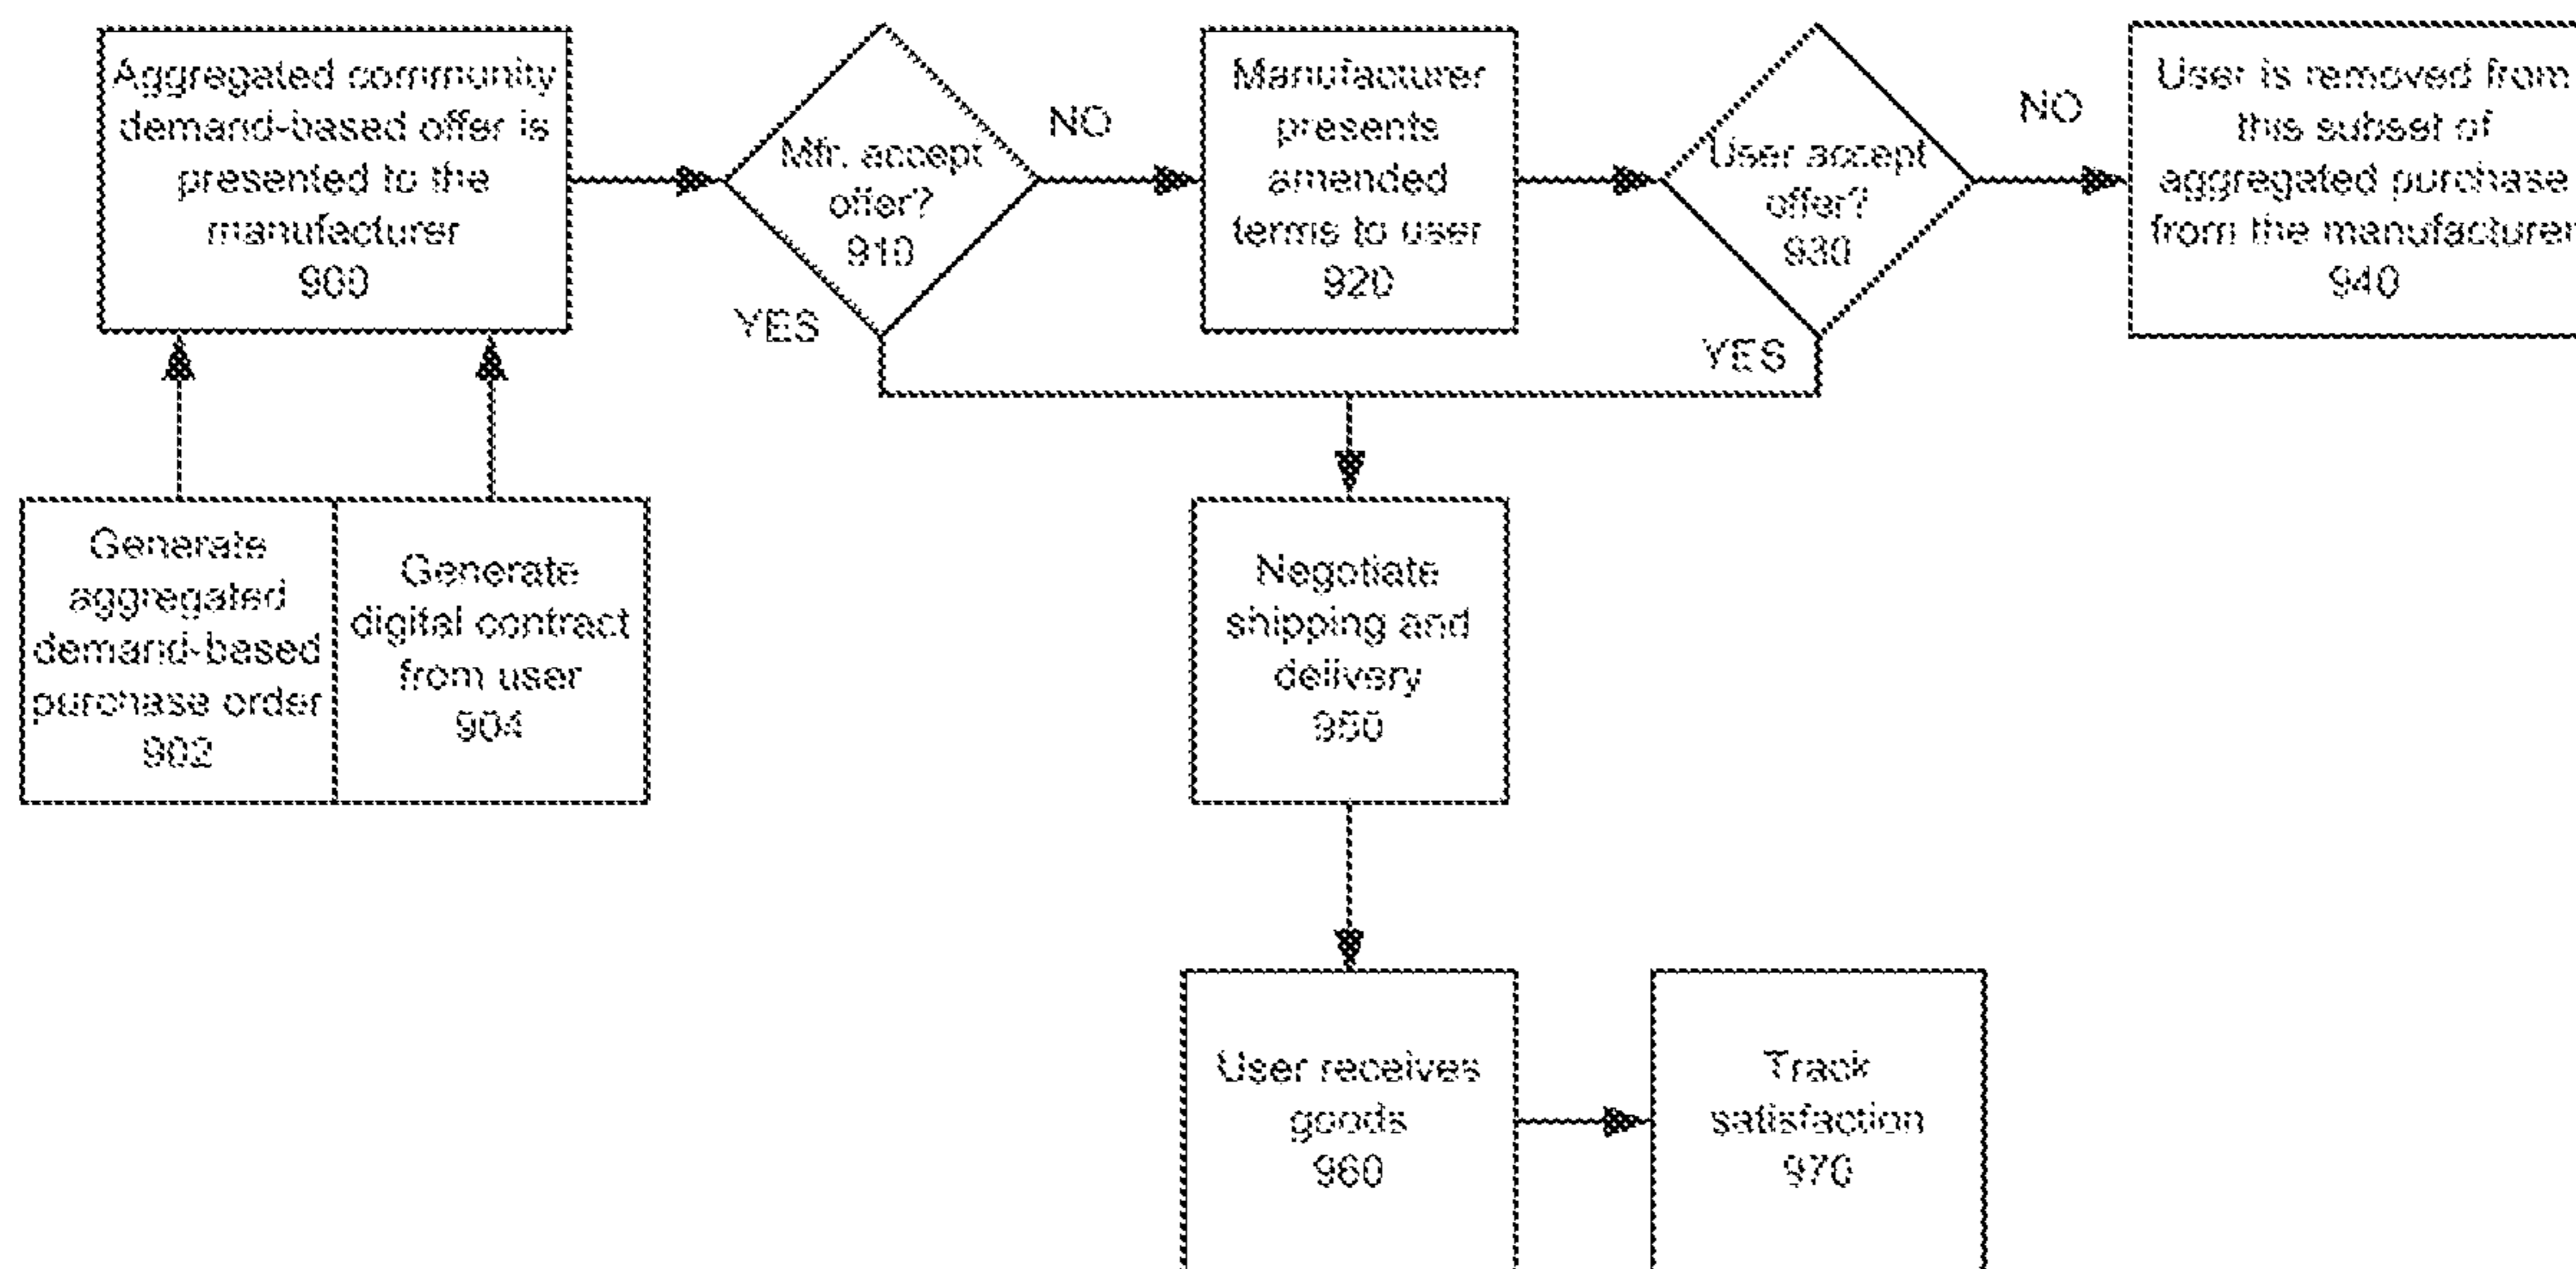 Aggregated community
demand-based offer is
presented to the
manufacturer
900
Mfr. accept
offer?
910
NO
YES
Manufacturer
presents
amended
terms to user
920
User accept
offer?
930
NO
YES
User is removed from
this subset of
aggregated purchase
from the manufacturer
940
Generate
aggregated
demand-based
purchase order
902
Generate
digital contract
from user
904
Negotiate
shipping and
delivery
950
User receives
goods
960
Track
satisfaction
970